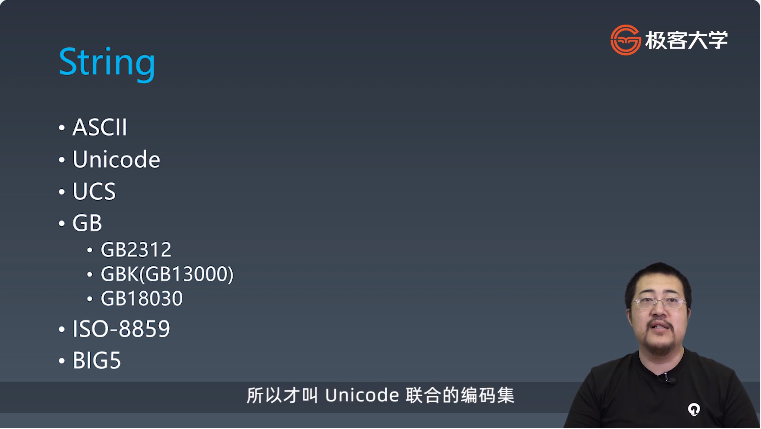 极客大学
String
• ASCII
• Unicode
• UCS
• GB
• GB2312
• GBK(GB13000)
• GB18030
• ISO-8859
• BIG5
所以才叫 Unicode 联合的编码集